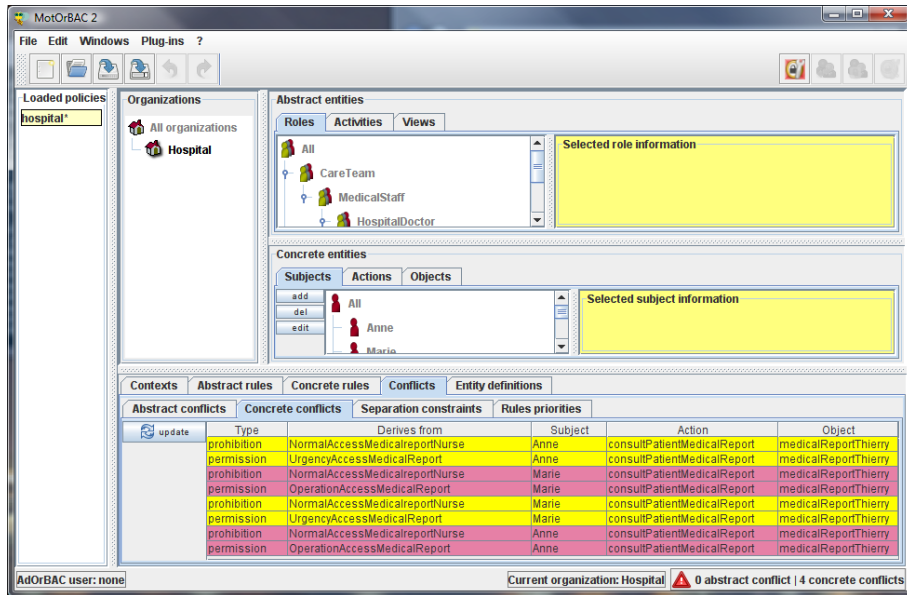 MotOrBAC 2
File Edit Windows Plug-ins ?
Loaded policies
hospital*
Organizations
All organizations
Hospital
Abstract entities
Roles Activities Views
All
CareTeam
MedicalStaff
HospitalDoctor
Selected role information
Concrete entities
Subjects Actions Objects
add
del
edit
All
Anne
Marie
Selected subject information
Contexts Abstract rules Concrete rules Conflicts Entity definitions
Abstract conflicts Concrete conflicts Separation constraints Rules priorities
update
Type Derives from Subject Action Object
prohibition NormalAccessMedicalreportNurse Anne consultPatientMedicalReport medicalReportThierry
permission UrgencyAccessMedicalReport Anne consultPatientMedicalReport medicalReportThierry
prohibition NormalAccessMedicalreportNurse Marie consultPatientMedicalReport medicalReportThierry
permission OperationAccessMedicalReport Marie consultPatientMedicalReport medicalReportThierry
prohibition NormalAccessMedicalreportNurse Marie consultPatientMedicalReport medicalReportThierry
permission UrgencyAccessMedicalReport Marie consultPatientMedicalReport medicalReportThierry
prohibition NormalAccessMedicalreportNurse Anne consultPatientMedicalReport medicalReportThierry
permission OperationAccessMedicalReport Anne consultPatientMedicalReport medicalReportThierry
AdOrBAC user: none
Current organization: Hospital 0 abstract conflict | 4 concrete conflicts